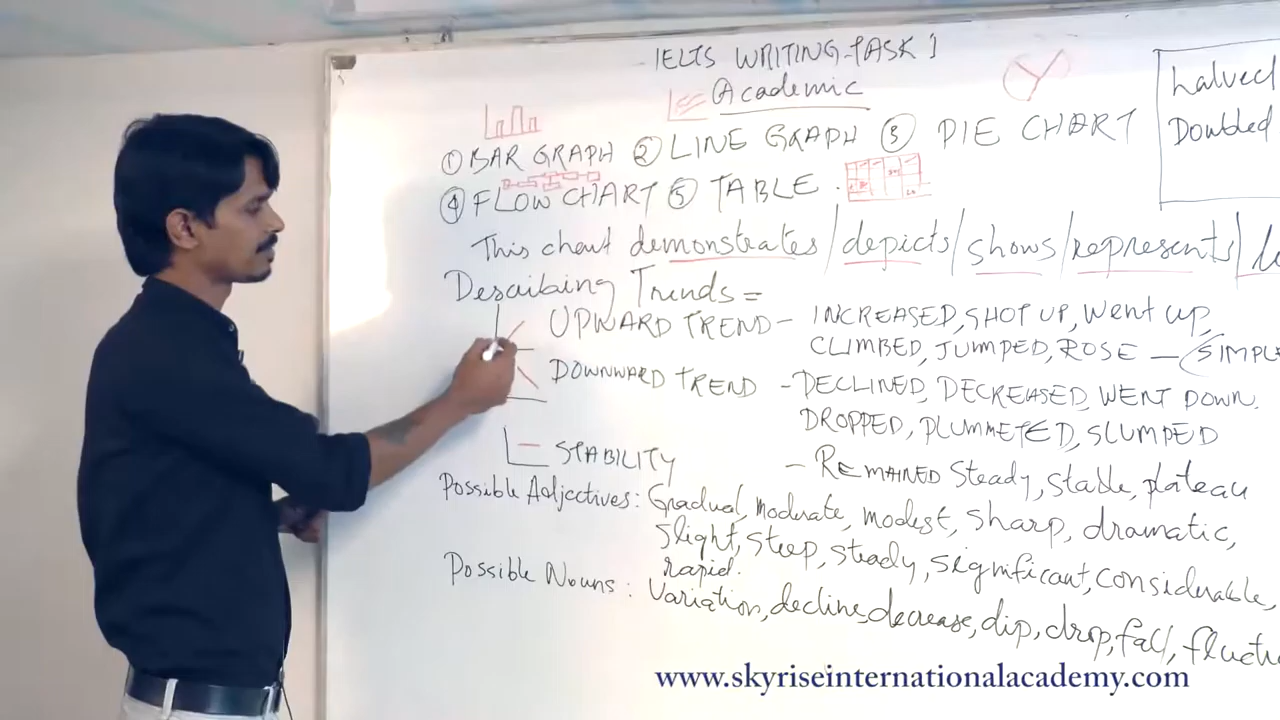 IELTS WRITING TASK 1
Academic
① BAR GRAPH ② LINE GRAPH ③ PIE CHART
④ FLOW CHART ⑤ TABLE.
This chart demonstrates/depicts/shows/represents/
Describing Trends =
UPWARD TREND - INCREASED, SHOT UP, Went up,
CLIMBED, JUMPED, ROSE — (SIMPLE
DOWNWARD TREND - DECLINED, DECREASED, WENT DOWN,
DROPPED, PLUMMETED, SLUMPED
STABILITY - REMAINED Steady, Stable, plateau
Possible Adjectives: Gradual, moderate, modest, Sharp, dramatic,
Slight, Steep, Steady, Significant, Considerable,
rapid.
Possible Nouns: Variation, decline, decrease, dip, drop, fall,
Halved
Doubled
www.skyriseinternationalacademy.com